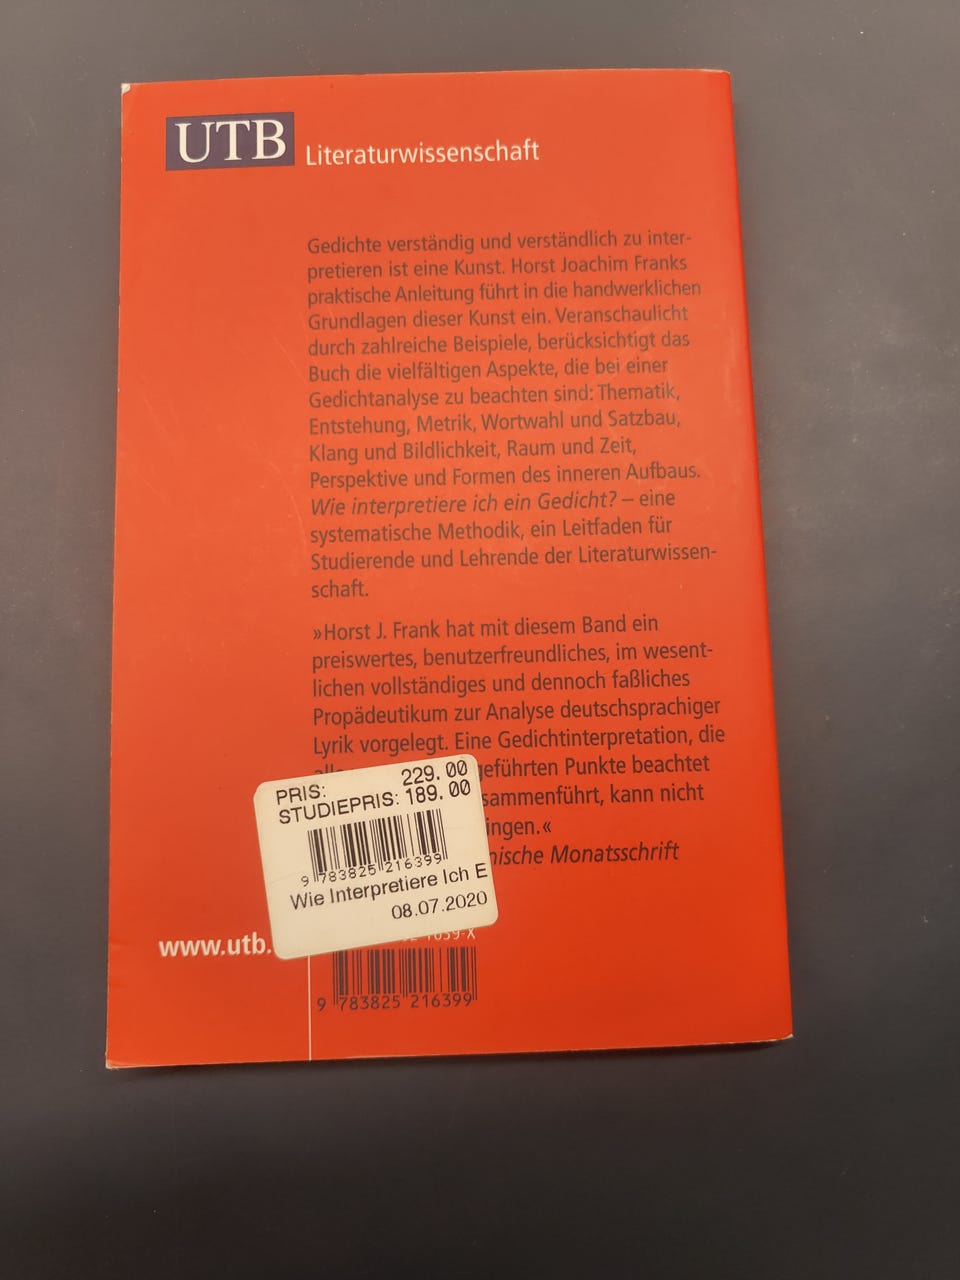 UTB Literaturwissenschaft
Gedichte verständig und verständlich zu inter-
pretieren ist eine Kunst. Horst Joachim Franks
praktische Anleitung führt in die handwerklichen
Grundlagen dieser Kunst ein. Veranschaulicht
durch zahlreiche Beispiele, berücksichtigt das
Buch die vielfältigen Aspekte, die bei einer
Gedichtanalyse zu beachten sind: Thematik,
Entstehung, Metrik, Wortwahl und Satzbau,
Klang und Bildlichkeit, Raum und Zeit,
Perspektive und Formen des inneren Aufbaus.
Wie interpretiere ich ein Gedicht? – eine
systematische Methodik, ein Leitfaden für
Studierende und Lehrende der Literaturwissen-
schaft.
»Horst J. Frank hat mit diesem Band ein
preiswertes, benutzerfreundliches, im wesent-
lichen vollständiges und dennoch faßliches
Propädeutikum zur Analyse deutschsprachiger
Lyrik vorgelegt. Eine Gedichtinterpretation, die
geführten Punkte beachtet
sammenführt, kann nicht
ingen.«
nische Monatsschrift
PRIS: 229.00
STUDIEPRIS: 189.00
9 783825 216399
Wie Interpretiere Ich E
08.07.2020
www.utb.
1639-X
9 783825 216399